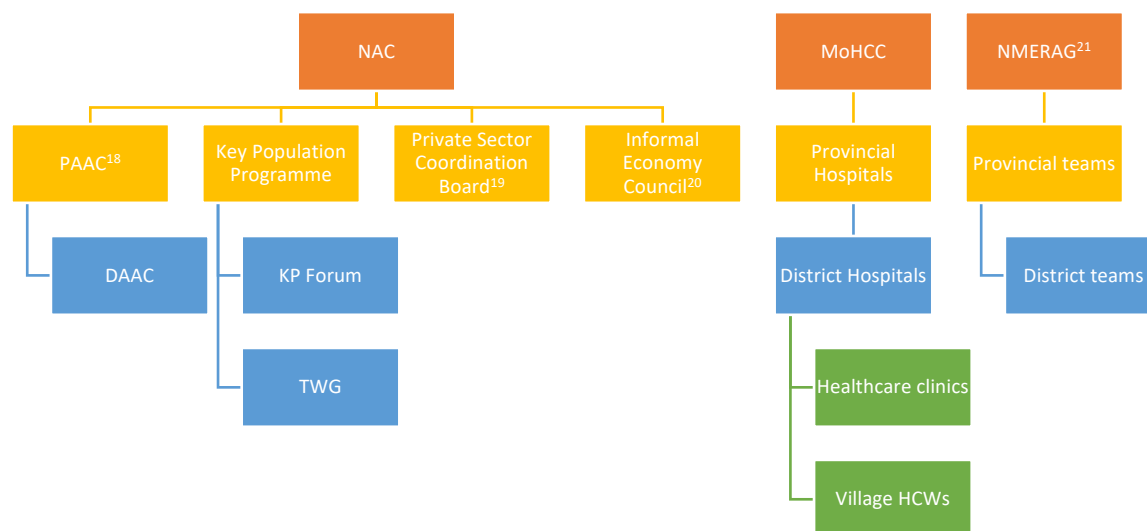 NAC
MoHCC
NMERAG²¹
PAAC¹⁸
Key Population
Programme
Private Sector
Coordination
Board¹⁹
Informal
Economy
Council²⁰
Provincial
Hospitals
Provincial teams
DAAC
KP Forum
District Hospitals
District teams
TWG
Healthcare clinics
Village HCWs